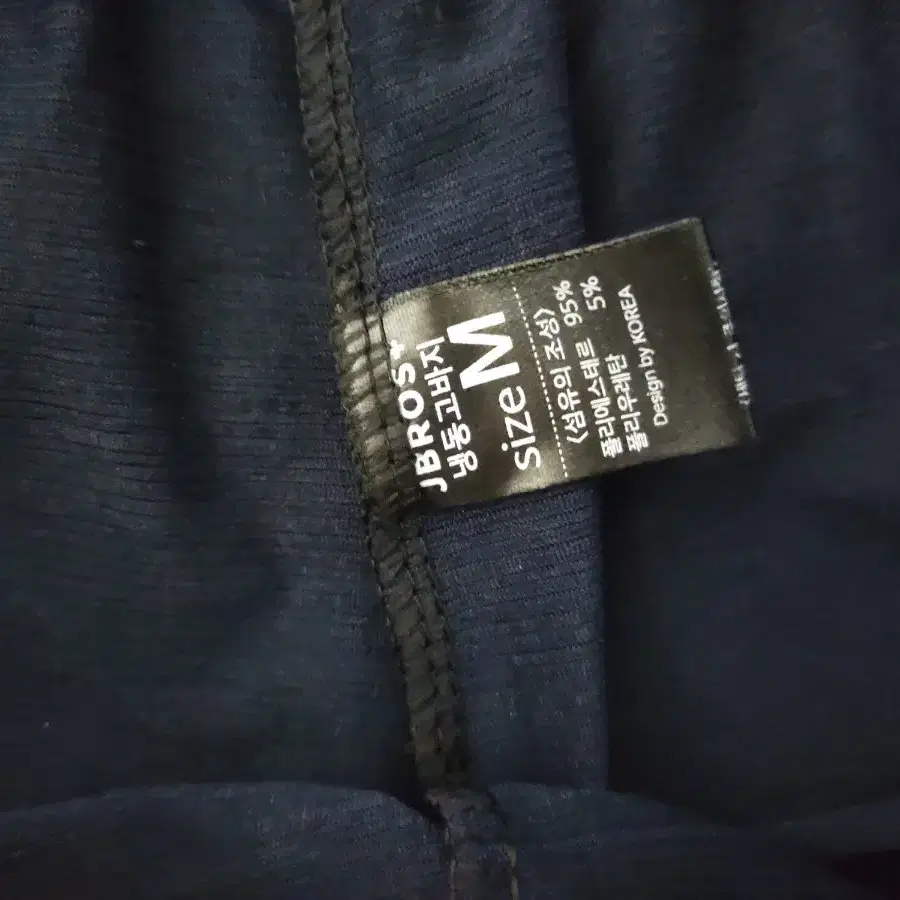 JBROS+
냉동고바지
size M
<섬유의 조성>
폴리에스테르 95%
폴리우레탄 5%
Design by KOREA